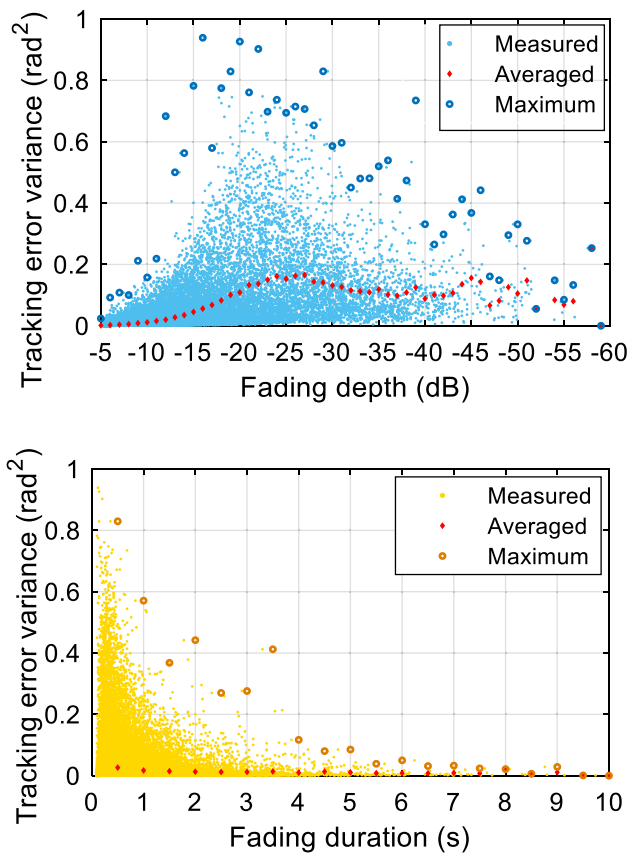 Tracking error variance (rad²)
1
0.8
0.6
0.4
0.2
0
-5 -10 -15 -20 -25 -30 -35 -40 -45 -50 -55 -60
Fading depth (dB)
Measured
Averaged
Maximum
Tracking error variance (rad²)
1
0.8
0.6
0.4
0.2
0
0 1 2 3 4 5 6 7 8 9 10
Fading duration (s)
Measured
Averaged
Maximum